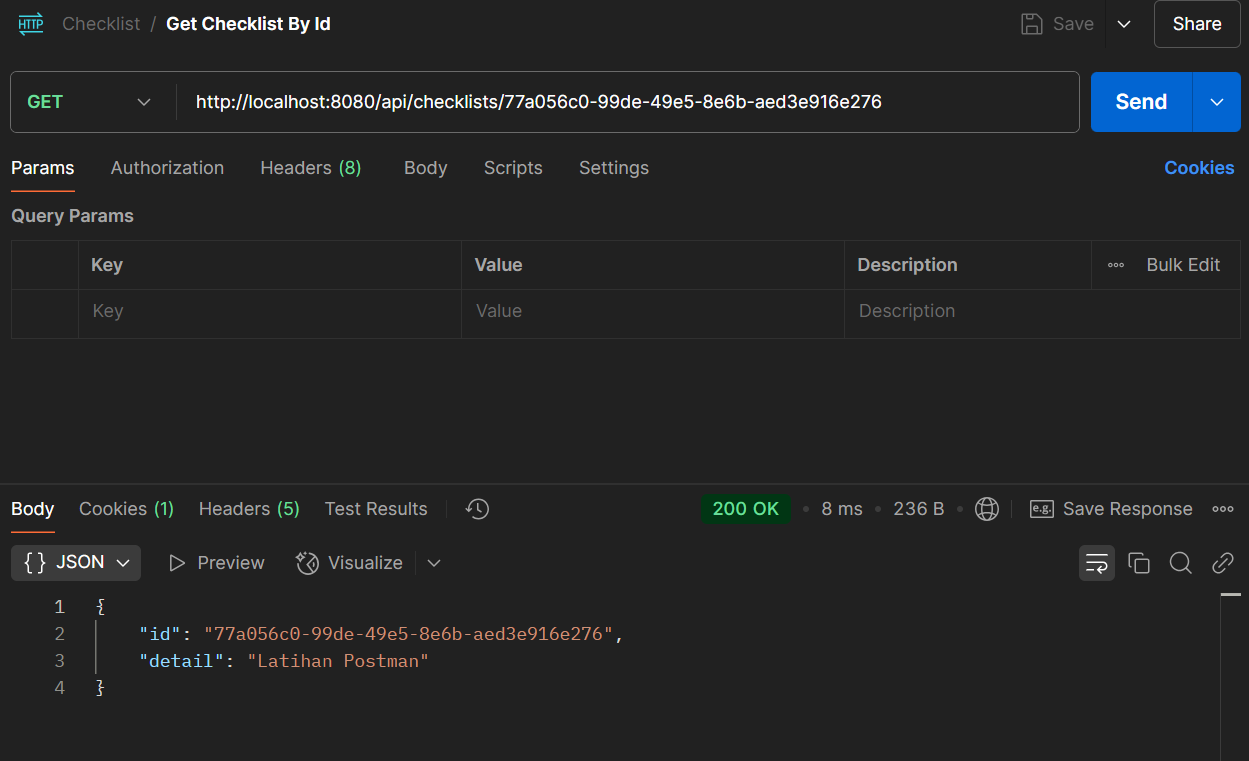 HTTP Checklist / Get Checklist By Id Save Share
GET http://localhost:8080/api/checklists/77a056c0-99de-49e5-8e6b-aed3e916e276 Send
Params Authorization Headers (8) Body Scripts Settings Cookies
Query Params
Key Value Description Bulk Edit
Key Value Description
Body Cookies (1) Headers (5) Test Results 200 OK • 8 ms • 236 B • e.g. Save Response
{} JSON Preview Visualize
1 {
2 "id": "77a056c0-99de-49e5-8e6b-aed3e916e276",
3 "detail": "Latihan Postman"
4 }